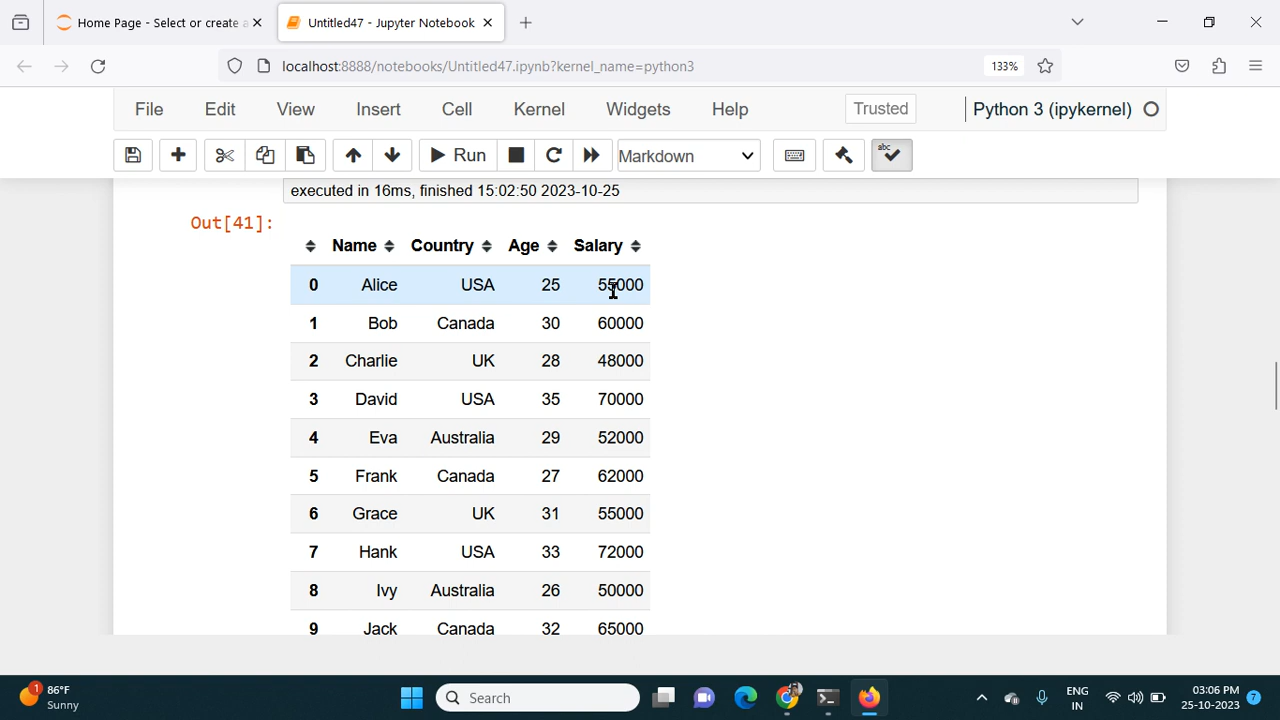 Home Page - Select or create a
Untitled47 - Jupyter Notebook
localhost:8888/notebooks/Untitled47.ipynb?kernel_name=python3
133%
File Edit View Insert Cell Kernel Widgets Help Trusted Python 3 (ipykernel)
Run Markdown abc
executed in 16ms, finished 15:02:50 2023-10-25
Out[41]:
Name Country Age Salary
0 Alice USA 25 55000
1 Bob Canada 30 60000
2 Charlie UK 28 48000
3 David USA 35 70000
4 Eva Australia 29 52000
5 Frank Canada 27 62000
6 Grace UK 31 55000
7 Hank USA 33 72000
8 Ivy Australia 26 50000
9 Jack Canada 32 65000
1 86°F
Sunny
Search
ENG
IN
03:06 PM
25-10-2023
7